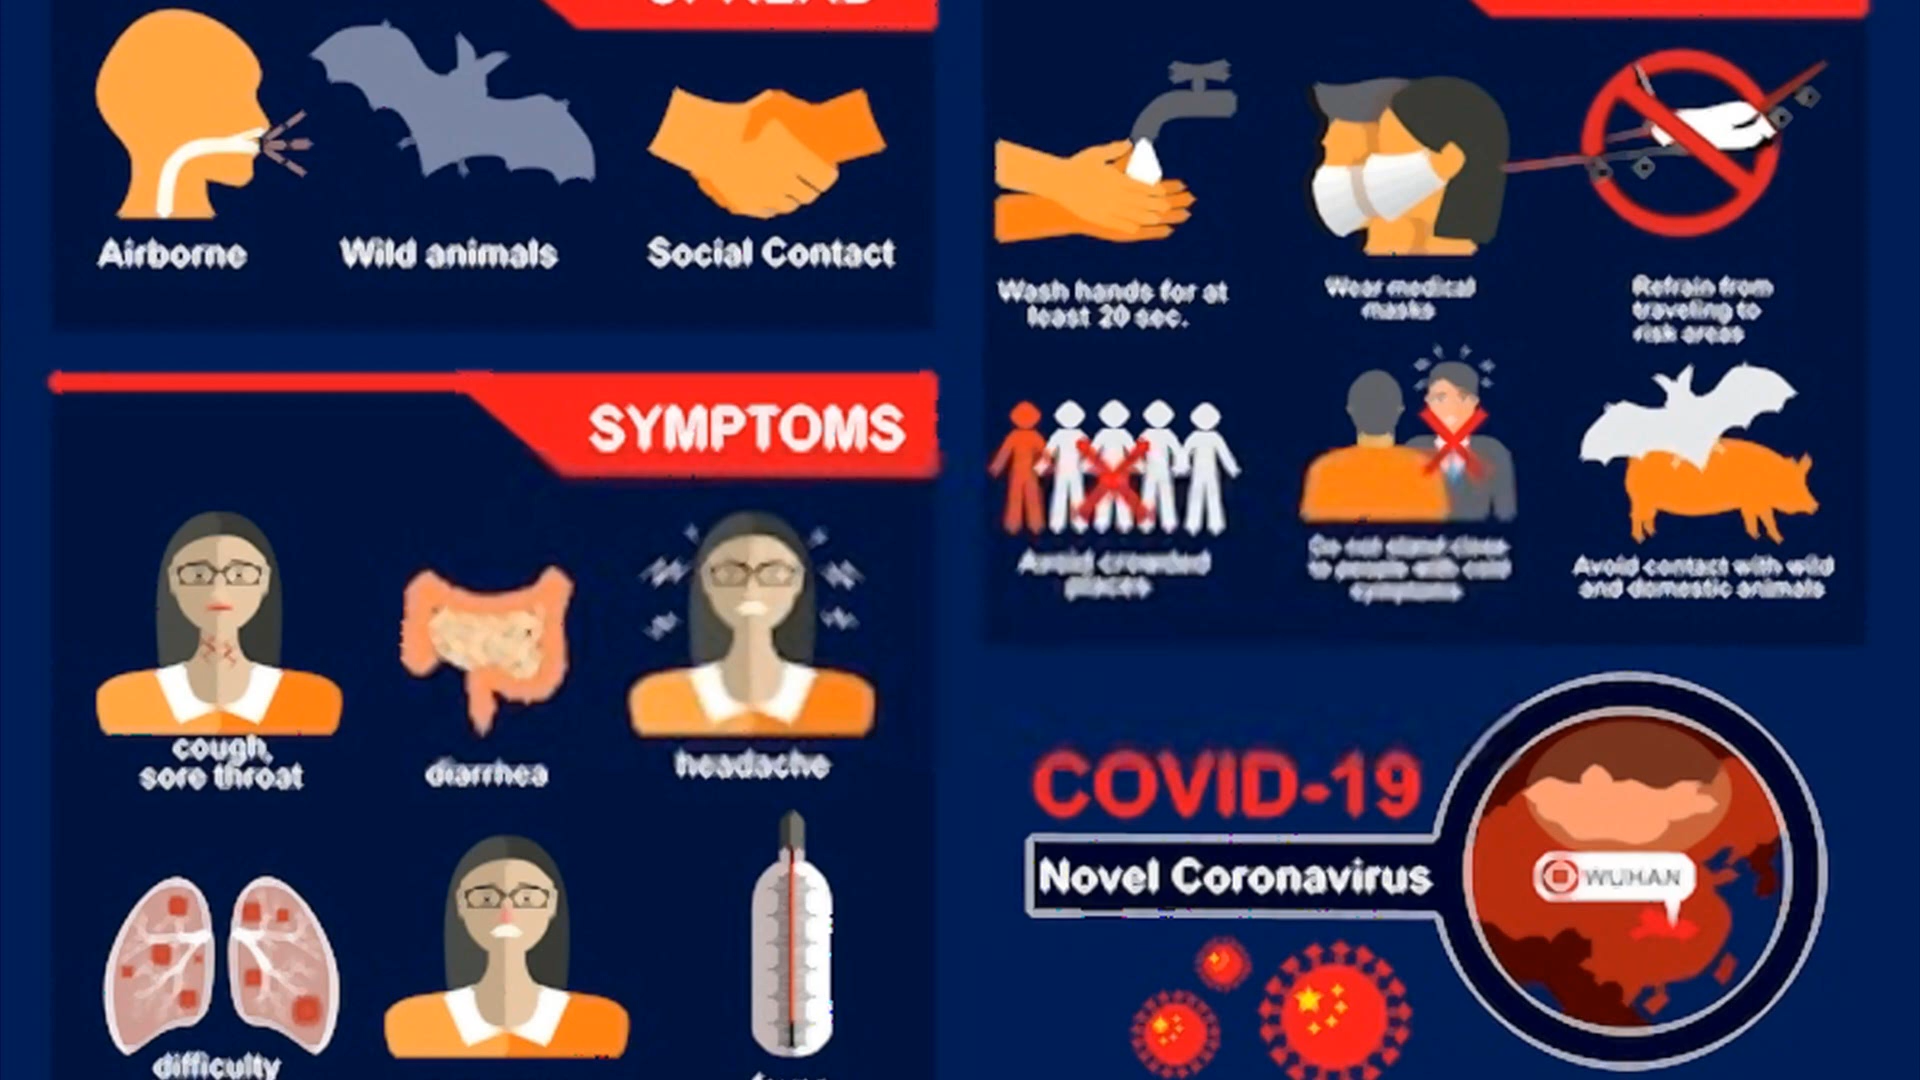 SPREAD
Airborne
Wild animals
Social Contact
Wash hands for at
least 20 sec.
Wear medical
masks
Refrain from
traveling to
risk areas
Avoid crowded
places
Do not stand close
to people with cold
symptoms
Avoid contact with wild
and domestic animals
SYMPTOMS
cough,
sore throat
diarrhea
headache
difficulty
COVID-19
Novel Coronavirus
WUHAN